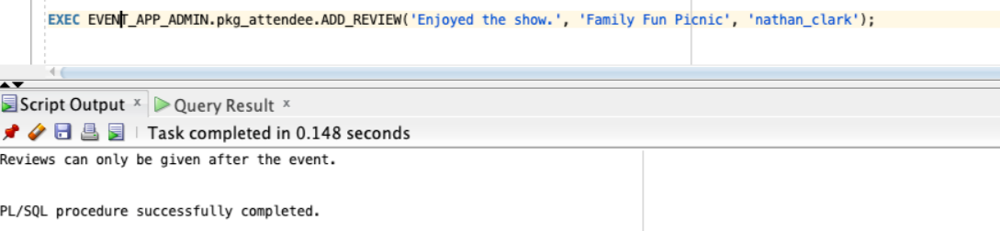 EXEC EVENT_APP_ADMIN.pkg_attendee.ADD_REVIEW('Enjoyed the show.', 'Family Fun Picnic', 'nathan_clark');
Script Output x Query Result x
Task completed in 0.148 seconds
Reviews can only be given after the event.
PL/SQL procedure successfully completed.